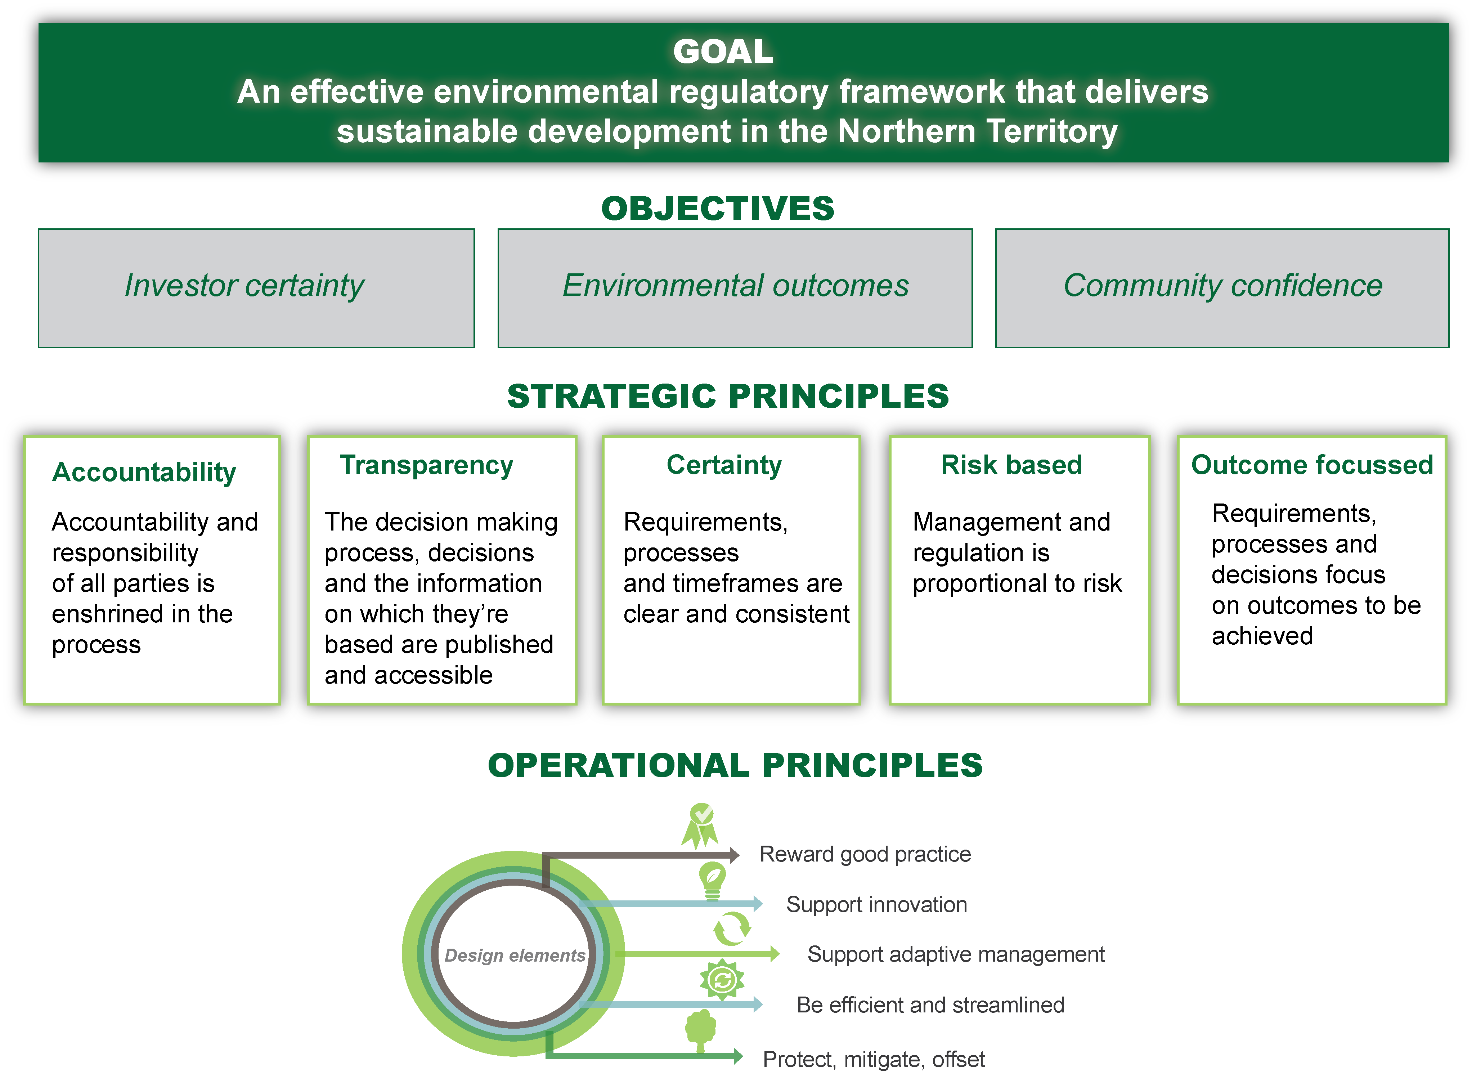 GOAL
An effective environmental regulatory framework that delivers
sustainable development in the Northern Territory
OBJECTIVES
Investor certainty
Environmental outcomes
Community confidence
STRATEGIC PRINCIPLES
Accountability
Accountability and
responsibility
of all parties is
enshrined in the
process
Transparency
The decision making
process, decisions
and the information
on which they’re
based are published
and accessible
Certainty
Requirements,
processes
and timeframes are
clear and consistent
Risk based
Management and
regulation is
proportional to risk
Outcome focussed
Requirements,
processes and
decisions focus
on outcomes to be
achieved
OPERATIONAL PRINCIPLES
Design elements
Reward good practice
Support innovation
Support adaptive management
Be efficient and streamlined
Protect, mitigate, offset